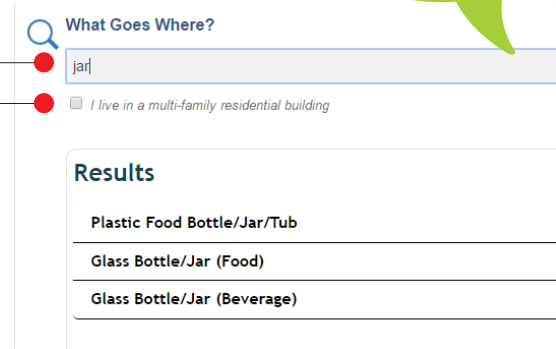 What Goes Where?
jar
I live in a multi-family residential building
Results
Plastic Food Bottle/Jar/Tub
Glass Bottle/Jar (Food)
Glass Bottle/Jar (Beverage)